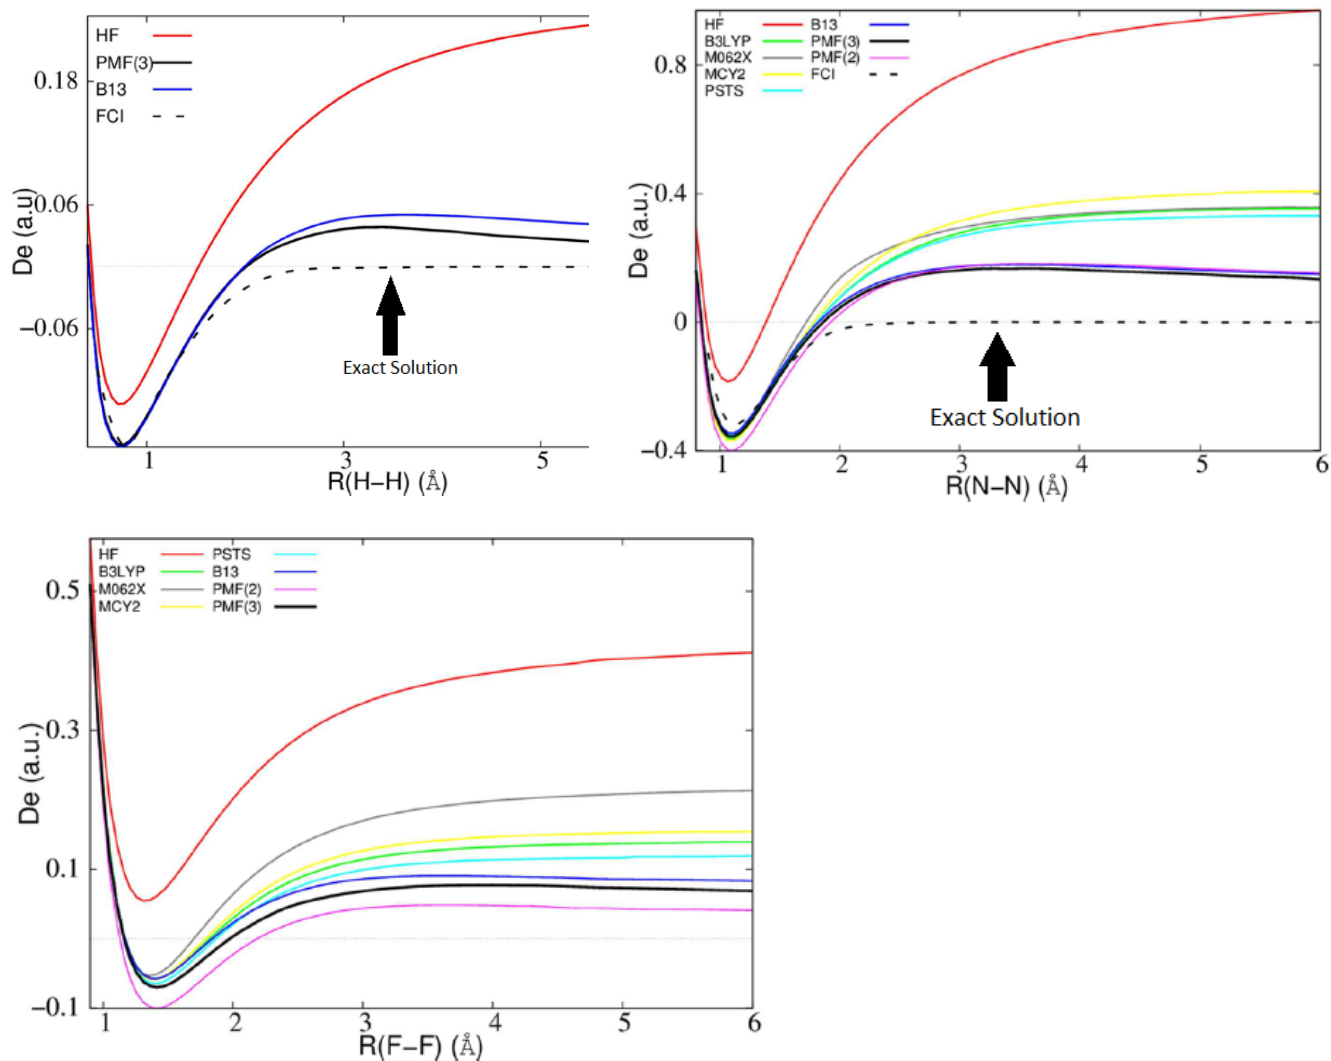 HF
PMF(3)
B13
FCI
0.18
0.06
−0.06
De (a.u)
Exact Solution
1 3 5
R(H−H) (Å)
HF B13
B3LYP PMF(3)
M062X PMF(2)
MCY2 FCI
PSTS
0.8
0.4
0
−0.4
De (a.u.)
Exact Solution
1 2 3 4 5 6
R(N−N) (Å)
HF PSTS
B3LYP B13
M062X PMF(2)
MCY2 PMF(3)
0.5
0.3
0.1
−0.1
De (a.u.)
1 2 3 4 5 6
R(F−F) (Å)